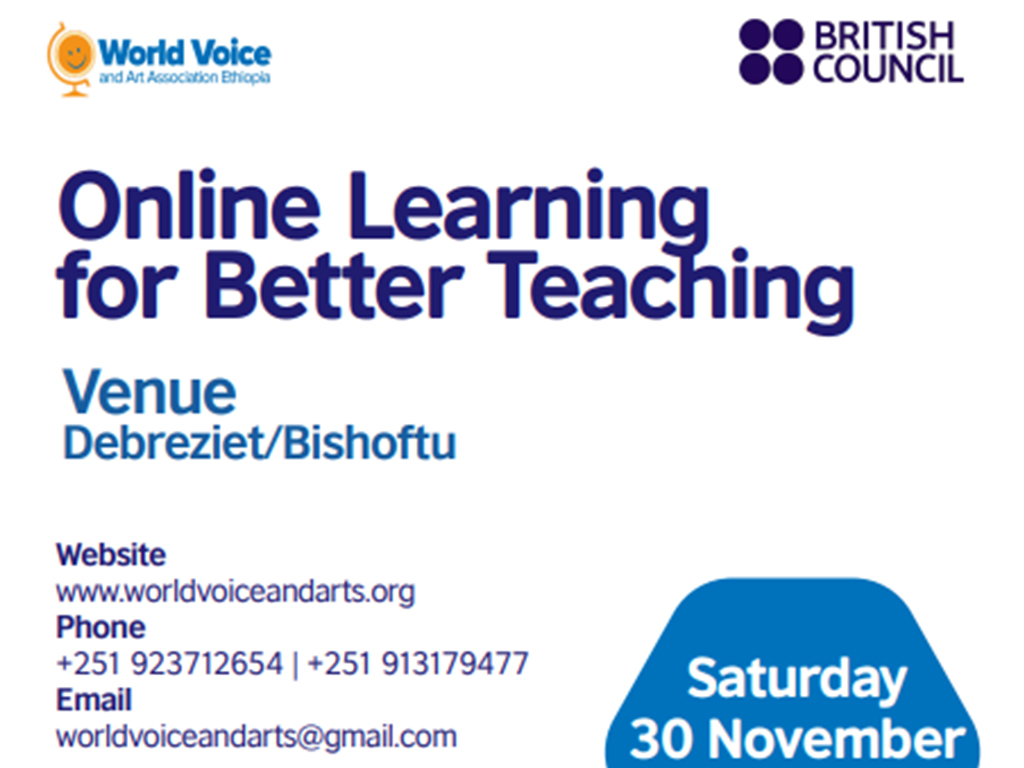 World Voice
and Art Association Ethiopia
BRITISH
COUNCIL
Online Learning
for Better Teaching
Venue
Debreziet/Bishoftu
Website
www.worldvoiceandarts.org
Phone
+251 923712654 | +251 913179477
Email
worldvoiceandarts@gmail.com
Saturday
30 November